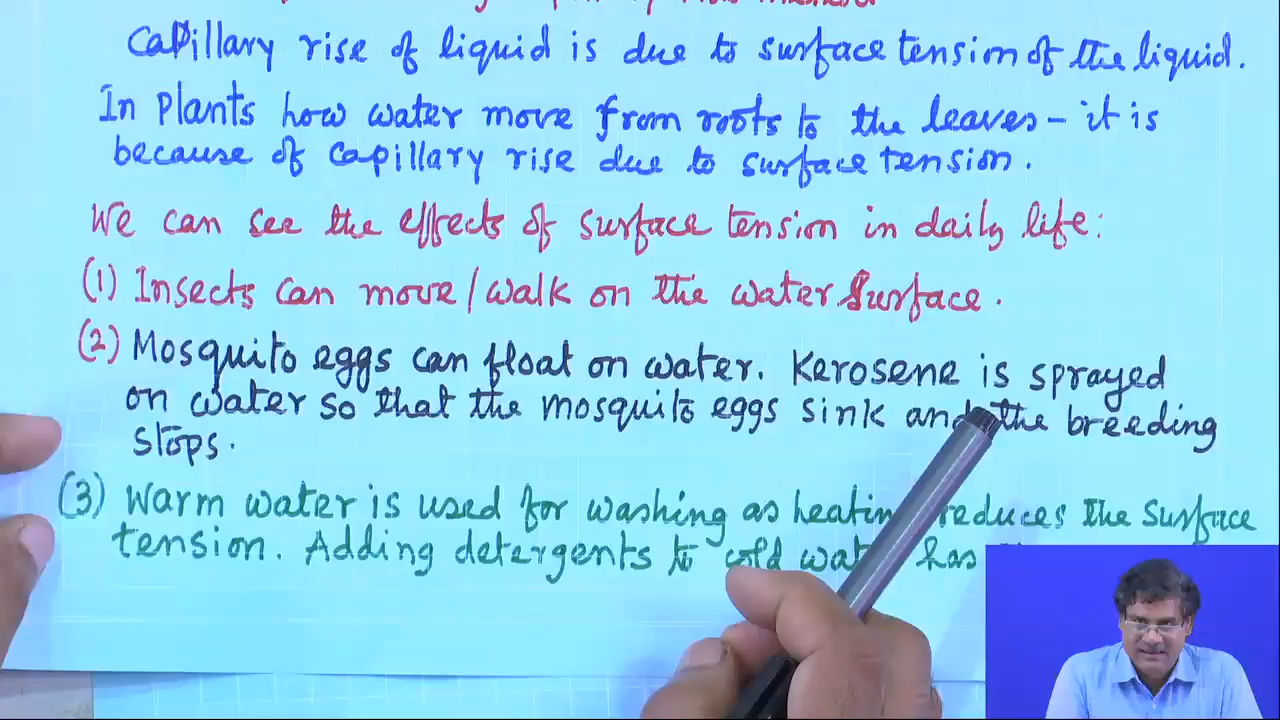 Capillary rise of liquid is due to surface tension of the liquid.
In Plants how water move from roots to the leaves - it is
because of capillary rise due to surface tension.
We can see the effects of surface tension in daily life:
(1) Insects can move/walk on the water surface.
(2) Mosquito eggs can float on water. Kerosene is sprayed
on water so that the mosquito eggs sink and the breeding
stops.
(3) Warm water is used for washing as heating reduces the surface
tension. Adding detergents to cold water has